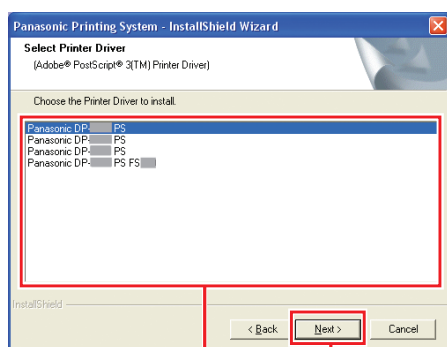 Panasonic Printing System - InstallShield Wizard
Select Printer Driver
(Adobe® PostScript® 3(TM) Printer Driver)
Choose the Printer Driver to install.
Panasonic DP- PS
Panasonic DP- PS
Panasonic DP- PS
Panasonic DP- PS FS
InstallShield
< Back Next > Cancel